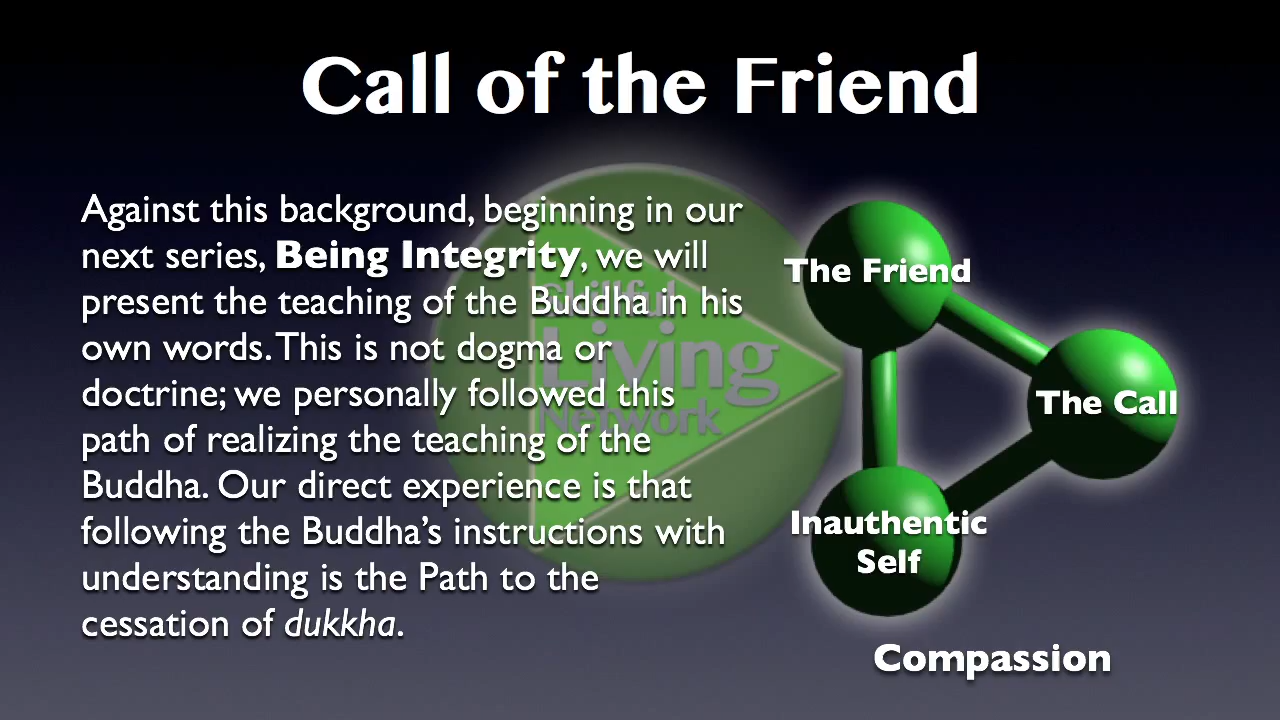 Call of the Friend
Against this background, beginning in our
next series, Being Integrity, we will
present the teaching of the Buddha in his
own words. This is not dogma or
doctrine; we personally followed this
path of realizing the teaching of the
Buddha. Our direct experience is that
following the Buddha’s instructions with
understanding is the Path to the
cessation of dukkha.
Skillful
Living
Network
The Friend
The Call
Inauthentic
Self
Compassion